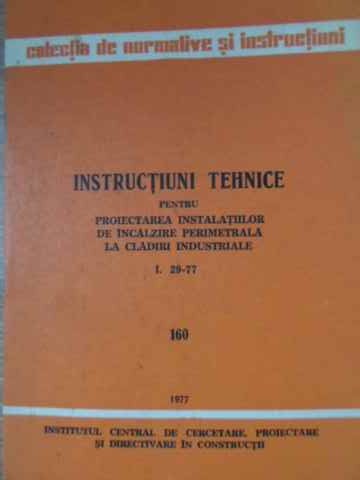 colecția de normative și instrucțiuni
INSTRUCȚIUNI TEHNICE
PENTRU
PROIECTAREA INSTALAȚIILOR
DE ÎNCĂLZIRE PERIMETRALĂ
LA CLĂDIRI INDUSTRIALE
I. 29-77
160
1977
INSTITUTUL CENTRAL DE CERCETARE, PROIECTARE
ȘI DIRECTIVARE ÎN CONSTRUCȚII